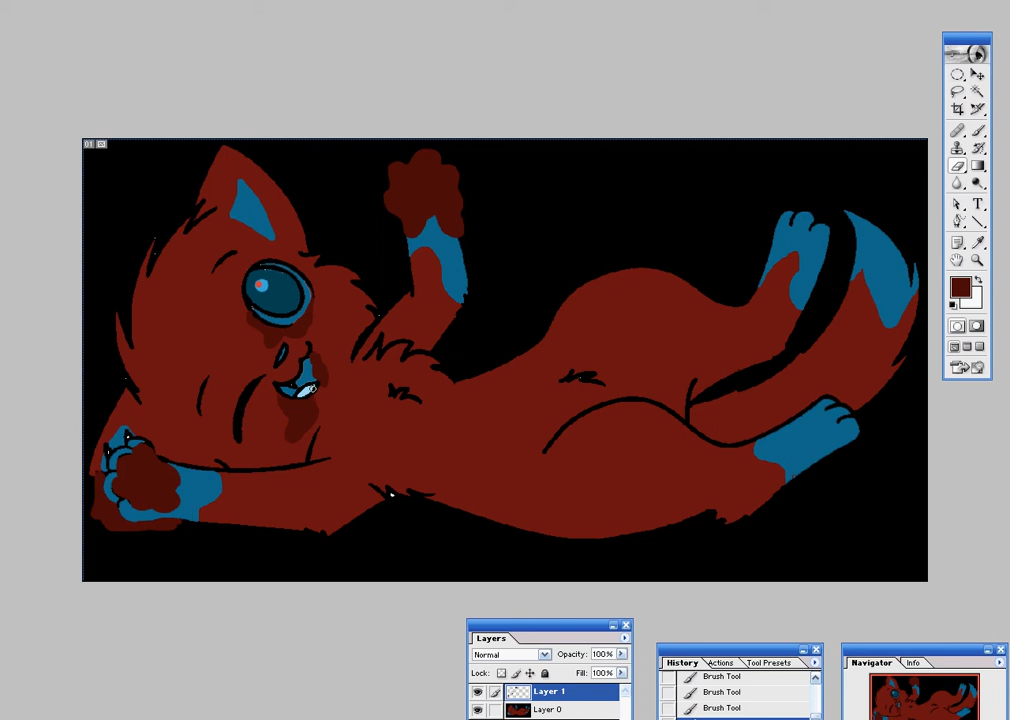 01
T
Layers
Normal
Opacity: 100%
Lock:
Fill: 100%
Layer 1
Layer 0
History
Actions
Tool Presets
Brush Tool
Brush Tool
Brush Tool
Navigator
Info